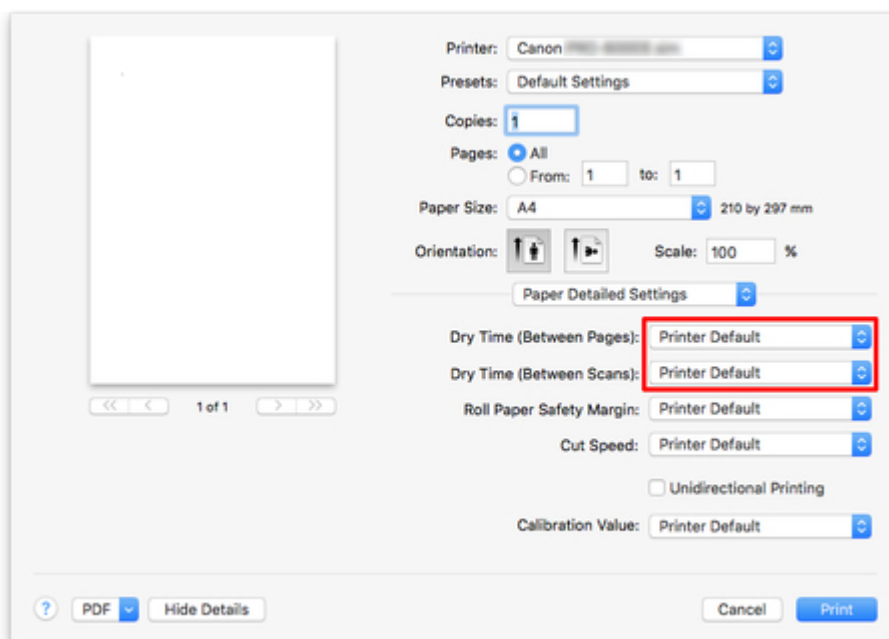 Printer: Canon
Presets: Default Settings
Copies: 1
Pages: All
From: 1 to: 1
Paper Size: A4 210 by 297 mm
Orientation: Scale: 100 %
Paper Detailed Settings
Dry Time (Between Pages): Printer Default
Dry Time (Between Scans): Printer Default
1 of 1
Roll Paper Safety Margin: Printer Default
Cut Speed: Printer Default
Unidirectional Printing
Calibration Value: Printer Default
? PDF Hide Details Cancel Print